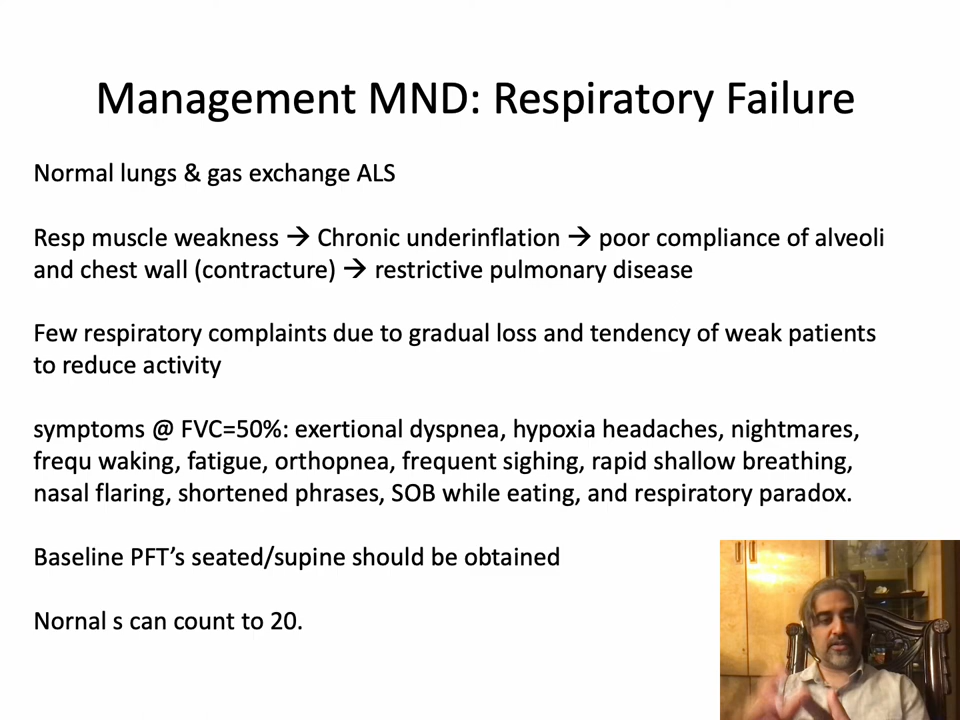 Management MND: Respiratory Failure
Normal lungs & gas exchange ALS
Resp muscle weakness → Chronic underinflation → poor compliance of alveoli
and chest wall (contracture) → restrictive pulmonary disease
Few respiratory complaints due to gradual loss and tendency of weak patients
to reduce activity
symptoms @ FVC=50%: exertional dyspnea, hypoxia headaches, nightmares,
frequ waking, fatigue, orthopnea, frequent sighing, rapid shallow breathing,
nasal flaring, shortened phrases, SOB while eating, and respiratory paradox.
Baseline PFT’s seated/supine should be obtained
Nornal s can count to 20.